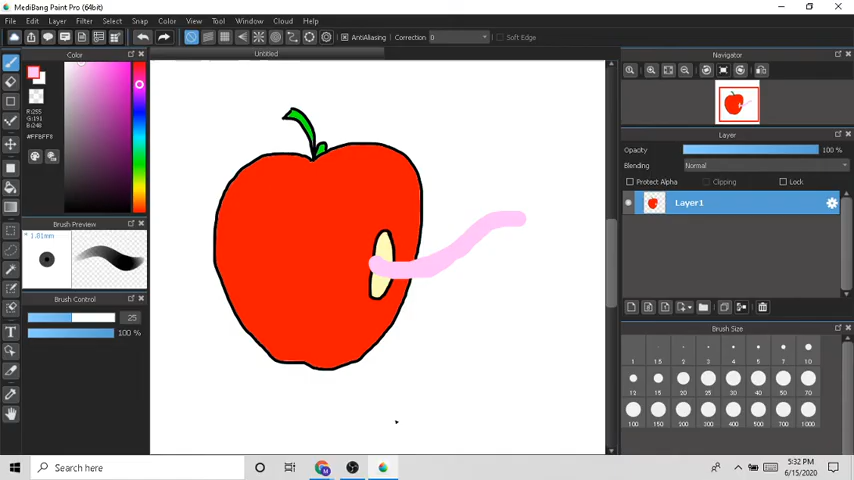 MediBang Paint Pro (64bit)
File Edit Layer Filter Select Snap Color View Tool Window Cloud Help
AntiAliasing Correction 0 Soft Edge
Color
Untitled
Navigator
R:255
G:191
B:248
#FFBFF8
Layer
Opacity 100 %
Blending Normal
Protect Alpha Clipping Lock
Layer1
Brush Preview
* 1.81mm
Brush Control
25
100 %
Brush Size
1 1.5 2 3 4 5 7 10
12 15 20 25 30 40 50 70
100 150 200 300 400 500 700 1000
Search here
5:32 PM
6/15/2020